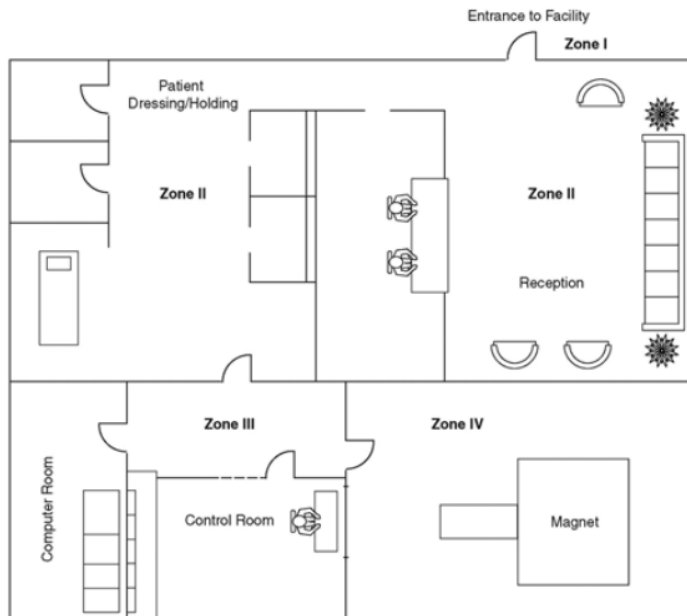 Entrance to Facility
Zone I
Patient
Dressing/Holding
Zone II
Zone II
Reception
Zone III
Zone IV
Computer Room
Control Room
Magnet